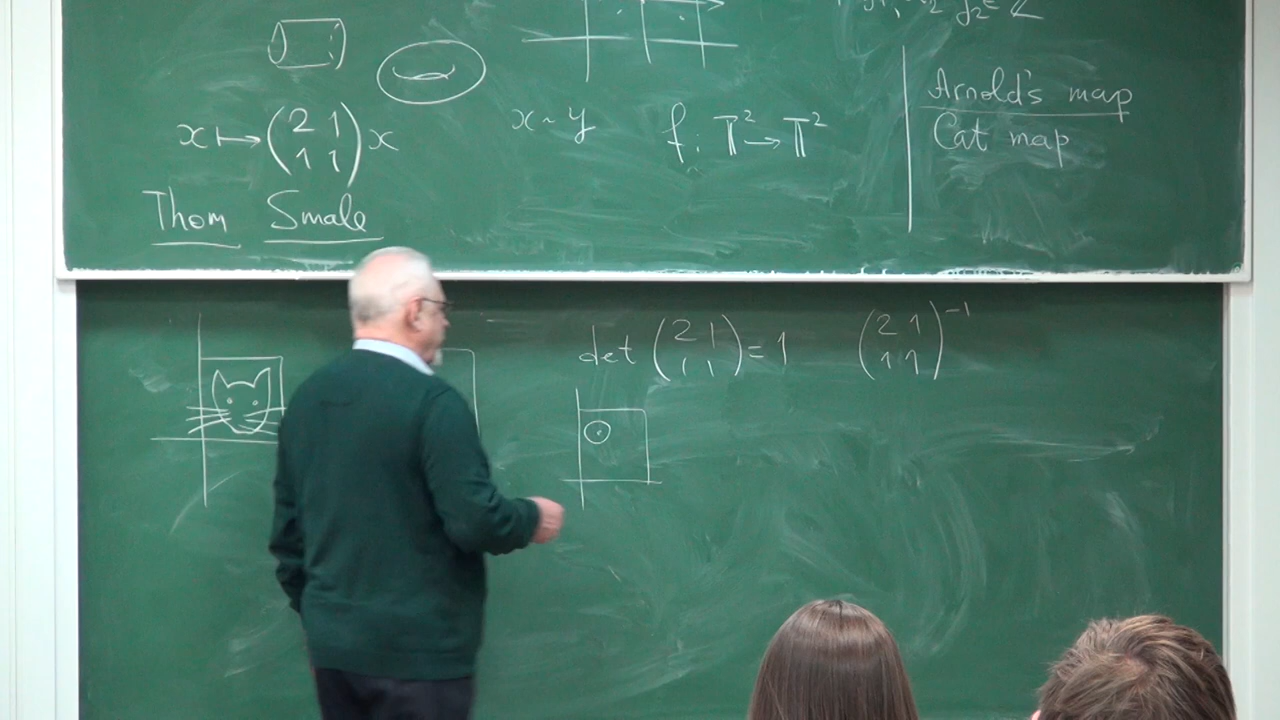 x ↦ (2 1; 1 1) x
x ~ y
f: 𝕋² → 𝕋²
Arnold's map
Cat map
Thom Smale
det (2 1; 1 1) = 1
(2 1; 1 1)⁻¹